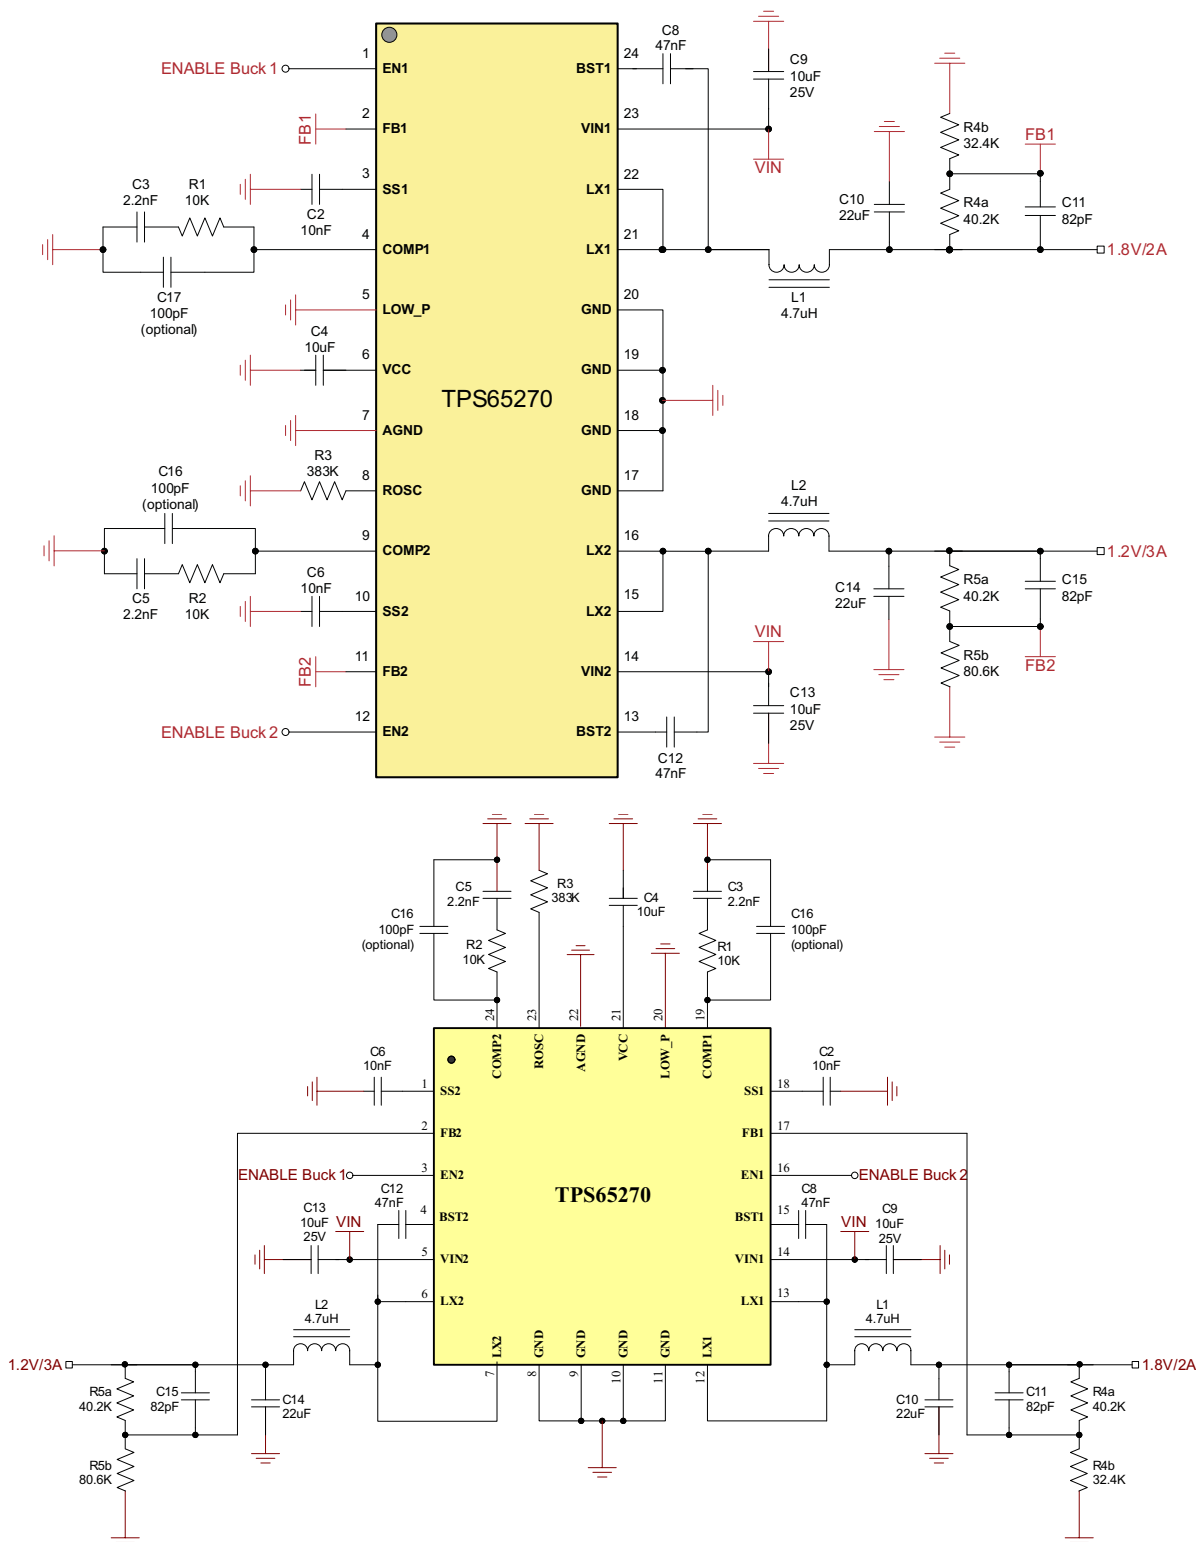 ENABLE Buck 1
1
EN1
FB1
2
FB1
3
SS1
C2
10nF
C3
2.2nF
R1
10K
4
COMP1
C17
100pF
(optional)
5
LOW_P
C4
10uF
6
VCC
7
AGND
R3
383K
8
ROSC
C16
100pF
(optional)
9
COMP2
C5
2.2nF
R2
10K
C6
10nF
10
SS2
FB2
11
FB2
ENABLE Buck 2
12
EN2
TPS65270
24
BST1
C8
47nF
23
VIN1
C9
10uF
25V
VIN
22
LX1
21
LX1
L1
4.7uH
C10
22uF
R4b
32.4K
R4a
40.2K
FB1
C11
82pF
1.8V/2A
20
GND
19
GND
18
GND
17
GND
16
LX2
L2
4.7uH
15
LX2
C14
22uF
R5a
40.2K
R5b
80.6K
C15
82pF
FB2
1.2V/3A
VIN
14
VIN2
C13
10uF
25V
13
BST2
C12
47nF
C16
100pF
(optional)
C5
2.2nF
R2
10K
R3
383K
C4
10uF
C3
2.2nF
R1
10K
C16
100pF
(optional)
24
COMP2
23
ROSC
22
AGND
21
VCC
20
LOW_P
19
COMP1
C6
10nF
1
SS2
2
FB2
ENABLE Buck 1
3
EN2
C12
47nF
4
BST2
C13
10uF
25V
VIN
5
VIN2
6
LX2
L2
4.7uH
1.2V/3A
R5a
40.2K
C15
82pF
C14
22uF
R5b
80.6K
TPS65270
18
SS1
C2
10nF
17
FB1
16
EN1
ENABLE Buck 2
15
BST1
C8
47nF
14
VIN1
VIN
C9
10uF
25V
13
LX1
L1
4.7uH
7
LX2
8
GND
9
GND
10
GND
11
GND
12
LX1
C10
22uF
C11
82pF
R4a
40.2K
R4b
32.4K
1.8V/2A